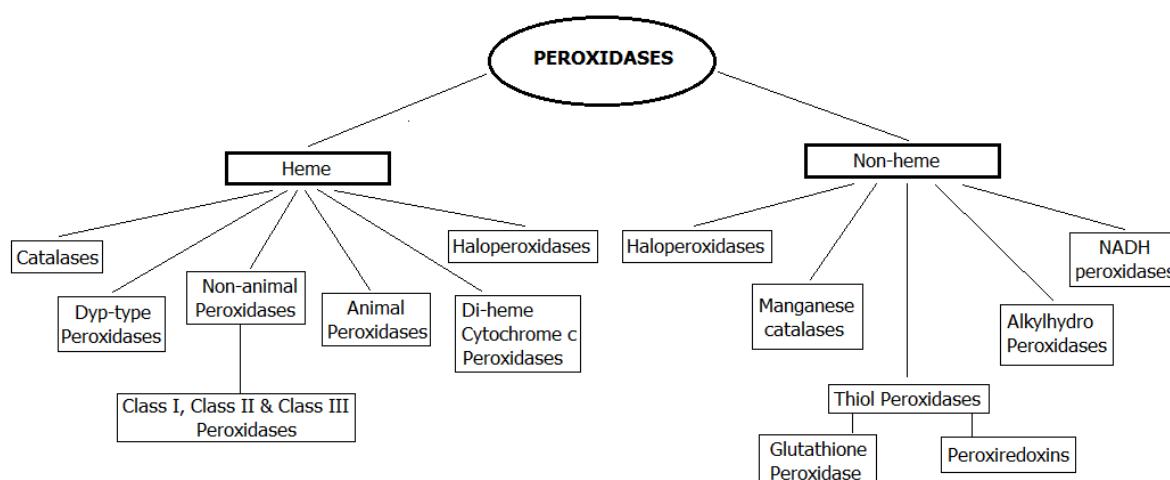 PEROXIDASES
Heme
Non-heme
Catalases
Dyp-type
Peroxidases
Non-animal
Peroxidases
Animal
Peroxidases
Di-heme
Cytochrome c
Peroxidases
Haloperoxidases
Haloperoxidases
Manganese
catalases
Alkylhydro
Peroxidases
NADH
peroxidases
Class I, Class II & Class III
Peroxidases
Thiol Peroxidases
Glutathione
Peroxidase
Peroxiredoxins